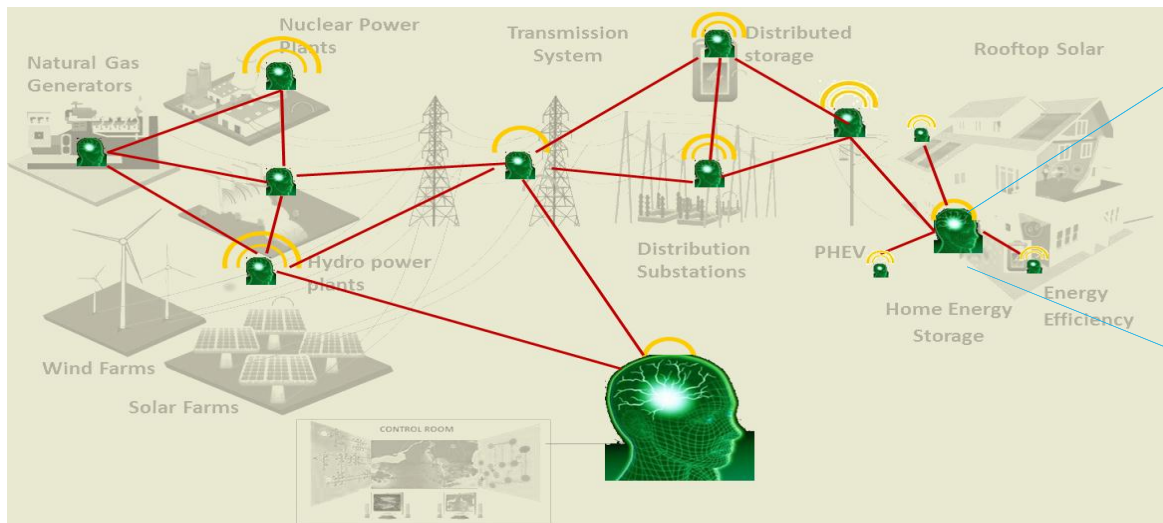 Nuclear Power
Plants
Natural Gas
Generators
Transmission
System
Distributed
storage
Rooftop Solar
Hydro power
plants
Distribution
Substations
PHEV
Home Energy
Storage
Energy
Efficiency
Wind Farms
Solar Farms
CONTROL ROOM